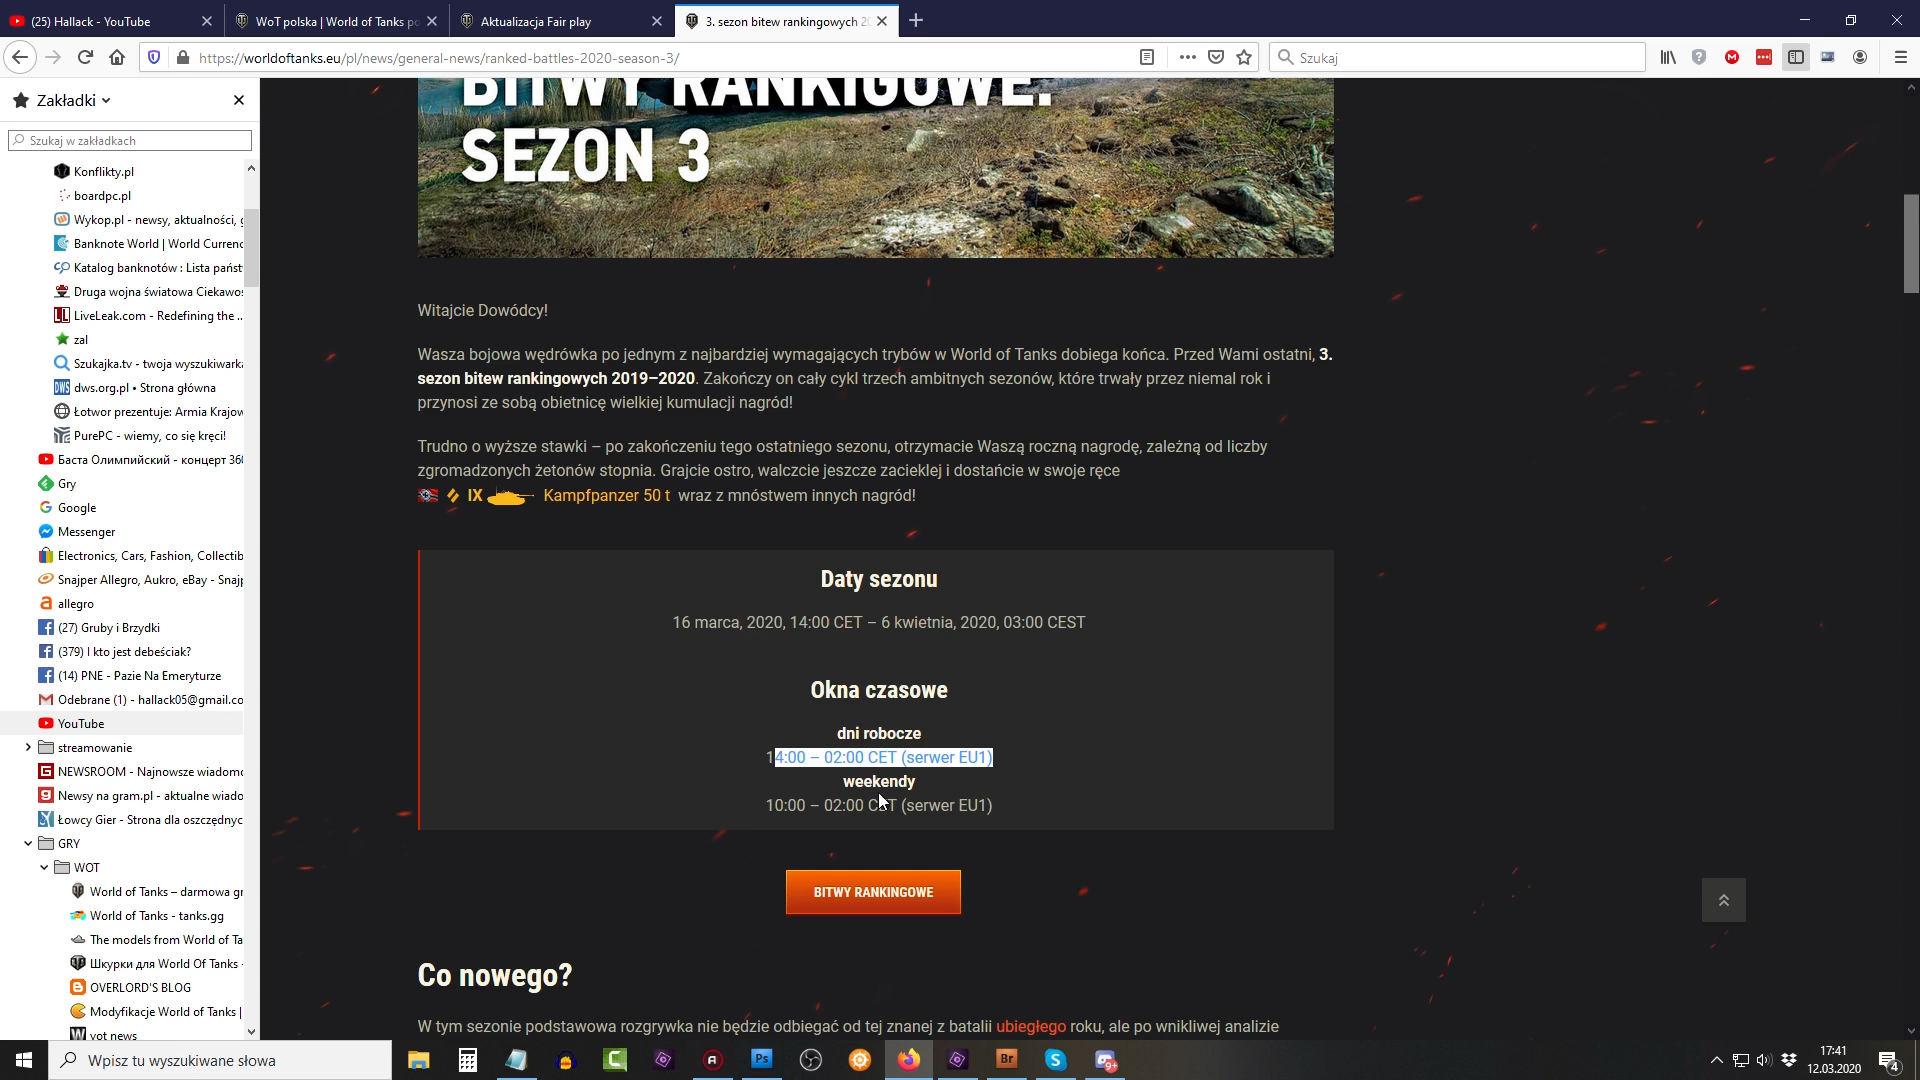 (25) Hallack - YouTube
WoT polska | World of Tanks po
Aktualizacja Fair play
3. sezon bitew rankingowych 20
https://worldoftanks.eu/pl/news/general-news/ranked-battles-2020-season-3/
Szukaj
Zakładki
Szukaj w zakładkach
Konflikty.pl
boardpc.pl
Wykop.pl - newsy, aktualności, g
Banknote World | World Currenc
Katalog banknotów : Lista państ
Druga wojna światowa Ciekawos
LiveLeak.com - Redefining the ..
zal
Szukajka.tv - twoja wyszukiwarka
dws.org.pl • Strona główna
Łotwor prezentuje: Armia Krajow
PurePC - wiemy, co się kręci!
Баста Олимпийский - концерт 360
Gry
Google
Messenger
Electronics, Cars, Fashion, Collectib
Snajper Allegro, Aukro, eBay - Snajp
allegro
(27) Gruby i Brzydki
(379) I kto jest debeściak?
(14) PNE - Pazie Na Emeryturze
Odebrane (1) - hallack05@gmail.co
YouTube
streamowanie
NEWSROOM - Najnowsze wiadomo
Newsy na gram.pl - aktualne wiado
Łowcy Gier - Strona dla oszczędnyc
GRY
WOT
World of Tanks – darmowa gr
World of Tanks - tanks.gg
The models from World of Ta
Шкурки для World Of Tanks -
OVERLORD'S BLOG
Modyfikacje World of Tanks |
vot news
BITWY RANKIGOWE.
SEZON 3
Witajcie Dowódcy!
Wasza bojowa wędrówka po jednym z najbardziej wymagających trybów w World of Tanks dobiega końca. Przed Wami ostatni, 3.
sezon bitew rankingowych 2019–2020. Zakończy on cały cykl trzech ambitnych sezonów, które trwały przez niemal rok i
przynosi ze sobą obietnicę wielkiej kumulacji nagród!
Trudno o wyższe stawki – po zakończeniu tego ostatniego sezonu, otrzymacie Waszą roczną nagrodę, zależną od liczby
zgromadzonych żetonów stopnia. Grajcie ostro, walczcie jeszcze zacieklej i dostańcie w swoje ręce
IX Kampfpanzer 50 t wraz z mnóstwem innych nagród!
Daty sezonu
16 marca, 2020, 14:00 CET – 6 kwietnia, 2020, 03:00 CEST
Okna czasowe
dni robocze
14:00 – 02:00 CET (serwer EU1)
weekendy
10:00 – 02:00 CET (serwer EU1)
BITWY RANKINGOWE
Co nowego?
W tym sezonie podstawowa rozgrywka nie będzie odbiegać od tej znanej z batalii ubiegłego roku, ale po wnikliwej analizie
Wpisz tu wyszukiwane słowa
Ps
Br
9+
17:41
12.03.2020
4